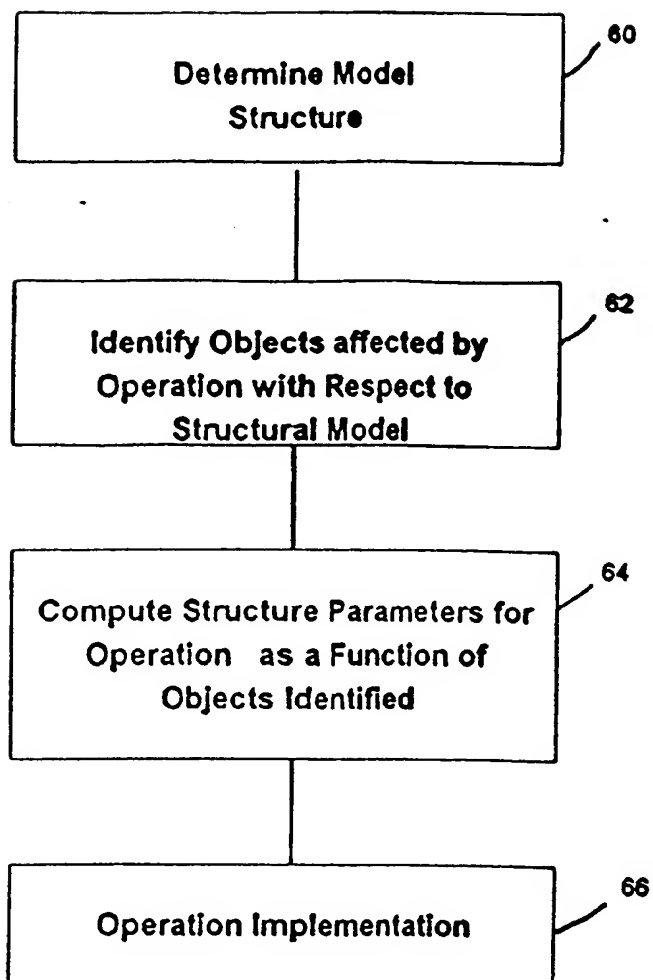 60
Determine Model
Structure
62
Identify Objects affected by
Operation with Respect to
Structural Model
64
Compute Structure Parameters for
Operation as a Function of
Objects Identified
66
Operation Implementation